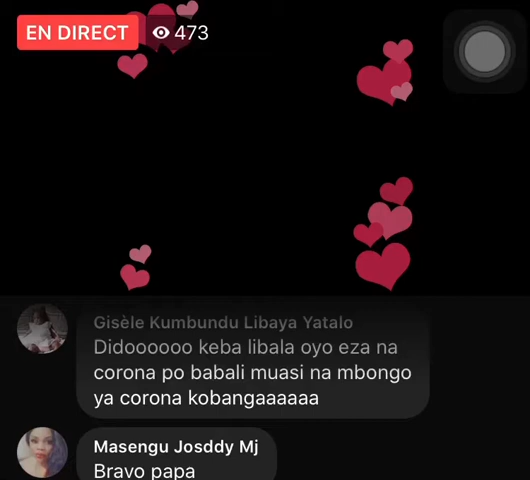 EN DIRECT 473
Gisèle Kumbundu Libaya Yatalo
Didoooooo keba libala oyo eza na
corona po babali muasi na mbongo
ya corona kobangaaaaaa
Masengu Josddy Mj
Bravo papa